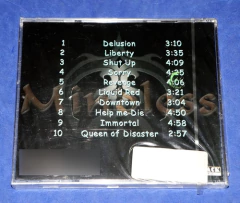 1 Delusion 3:10
2 Liberty 3:35
3 Shut Up 4:09
4 Sorry 4:25
5 Revenge 4:06
6 Liquid Red 3:21
7 Downtown 3:04
8 Help me-Die 4:59
9 Immortal 4:58
10 Queen of Disaster 2:57